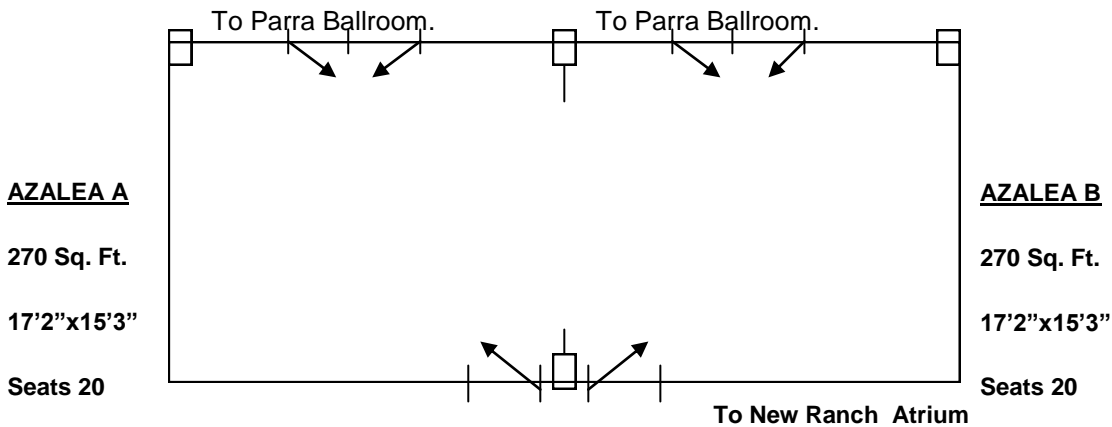 To Parra Ballroom.
To Parra Ballroom.
AZALEA A
270 Sq. Ft.
17’2”x15’3”
Seats 20
AZALEA B
270 Sq. Ft.
17’2”x15’3”
Seats 20
To New Ranch  Atrium